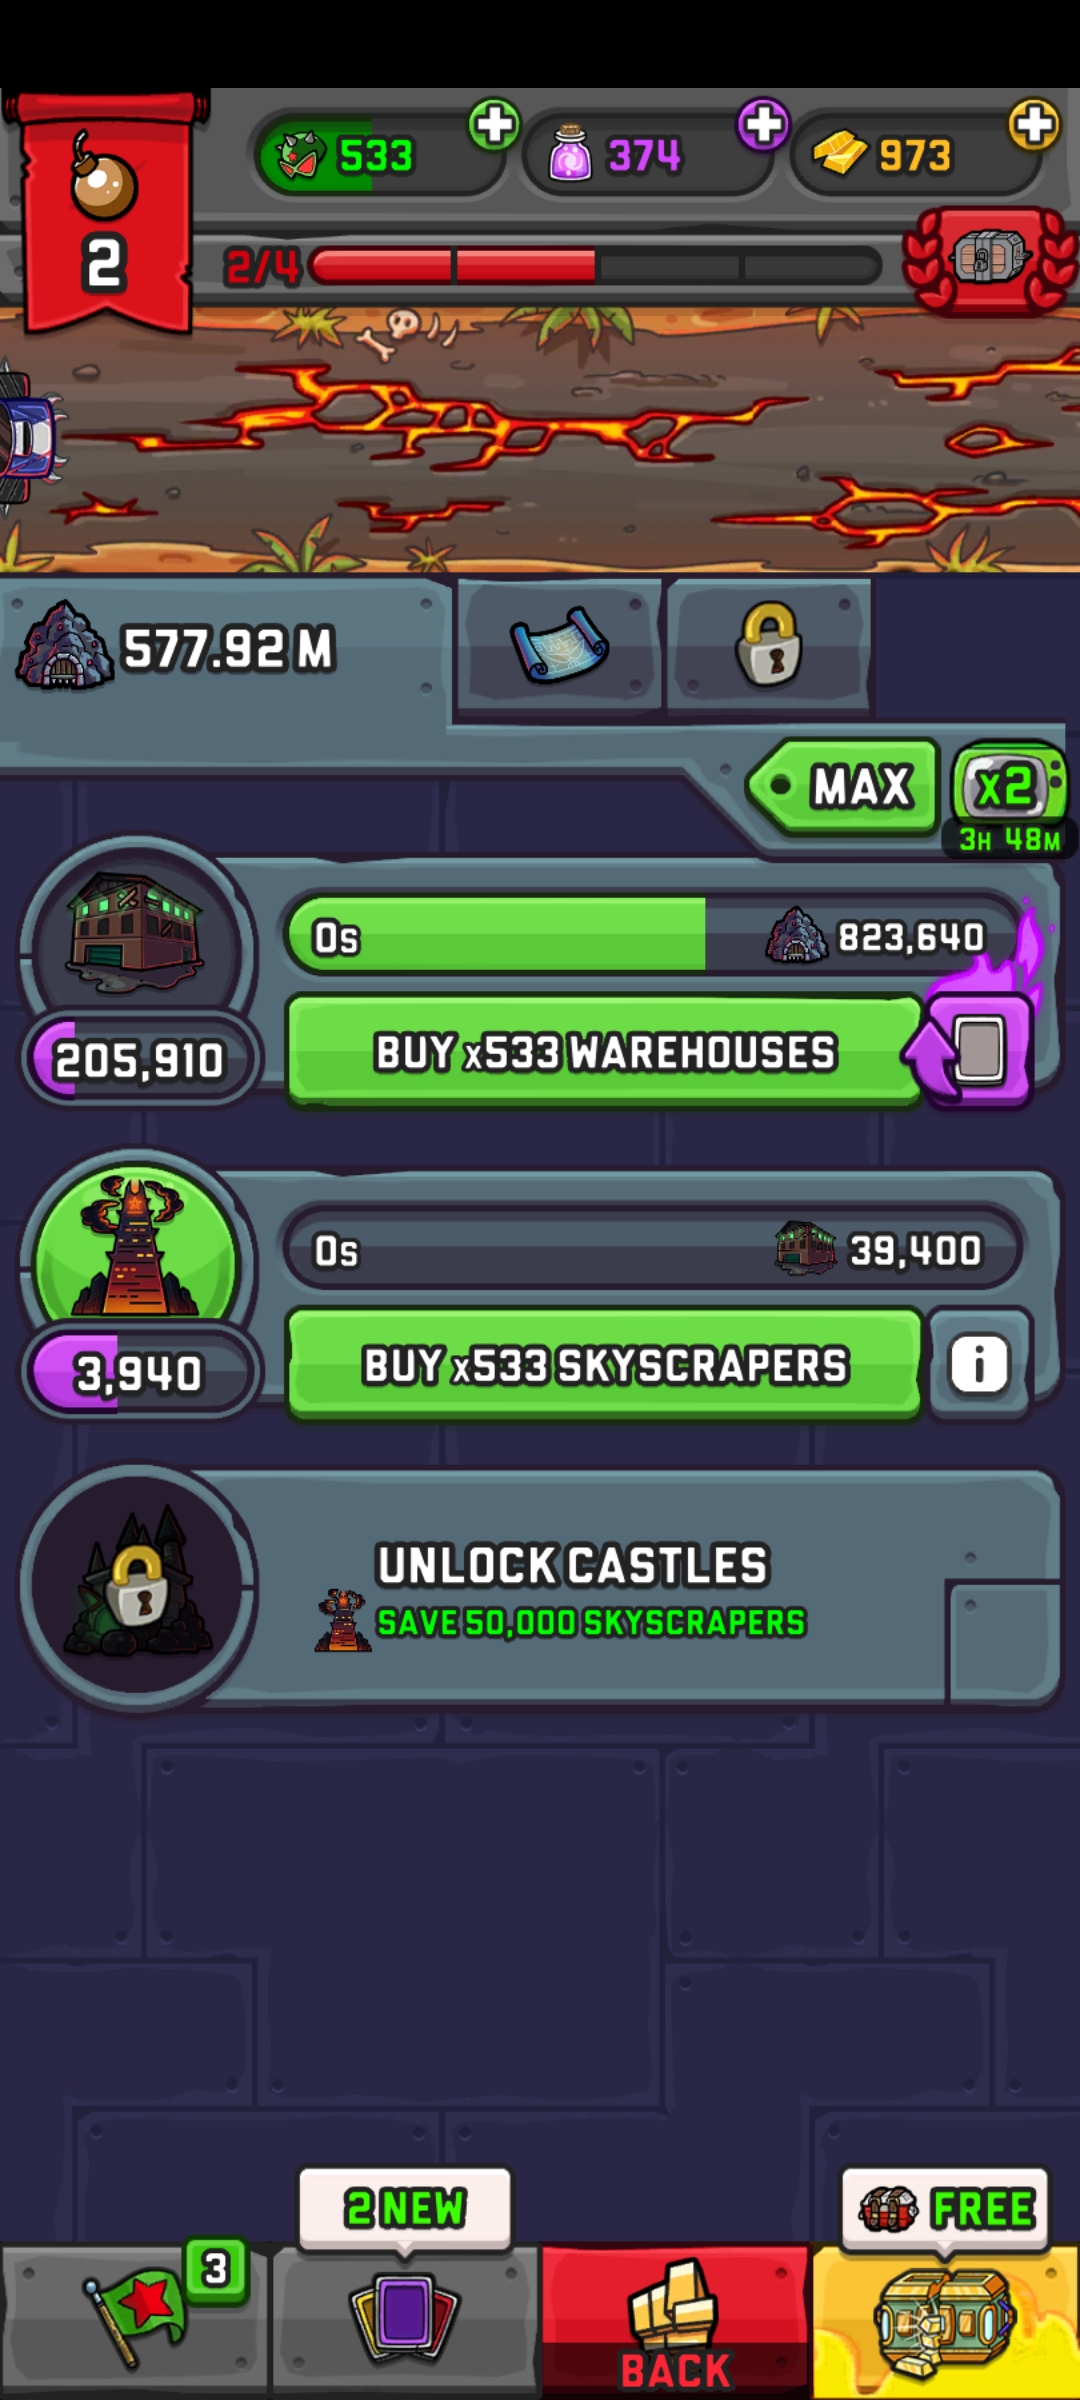 533
374
973
2
2/4
577.92 M
MAX
x2
3H 48M
0s
823,640
205,910
BUY x533 WAREHOUSES
0s
39,400
3,940
BUY x533 SKYSCRAPERS
i
UNLOCK CASTLES
SAVE 50,000 SKYSCRAPERS
2 NEW
FREE
3
BACK